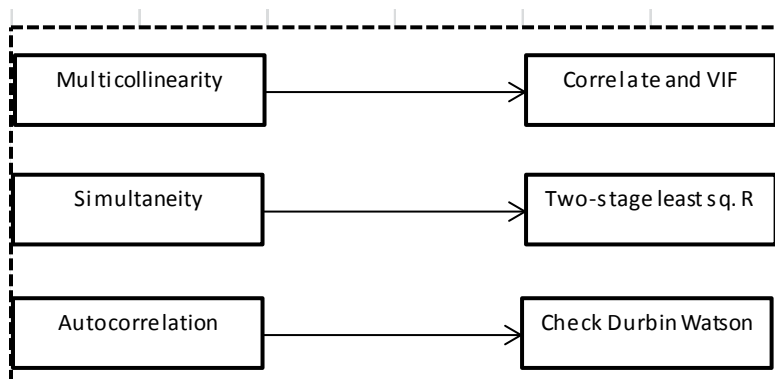 Multicollinearity
Correlate and VIF
Simultaneity
Two-stage least sq. R
Autocorrelation
Check Durbin Watson